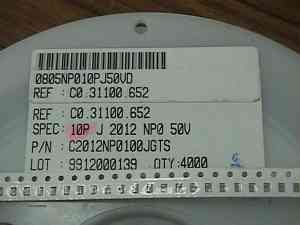 0805NP010PJ50VD
REF : C0.31100.652
REF : C0.31100.652
SPEC: 10P J 2012 NP0 50V
P/N : C2012NP0100JGTS
LOT : 9912000139 QTY:4000